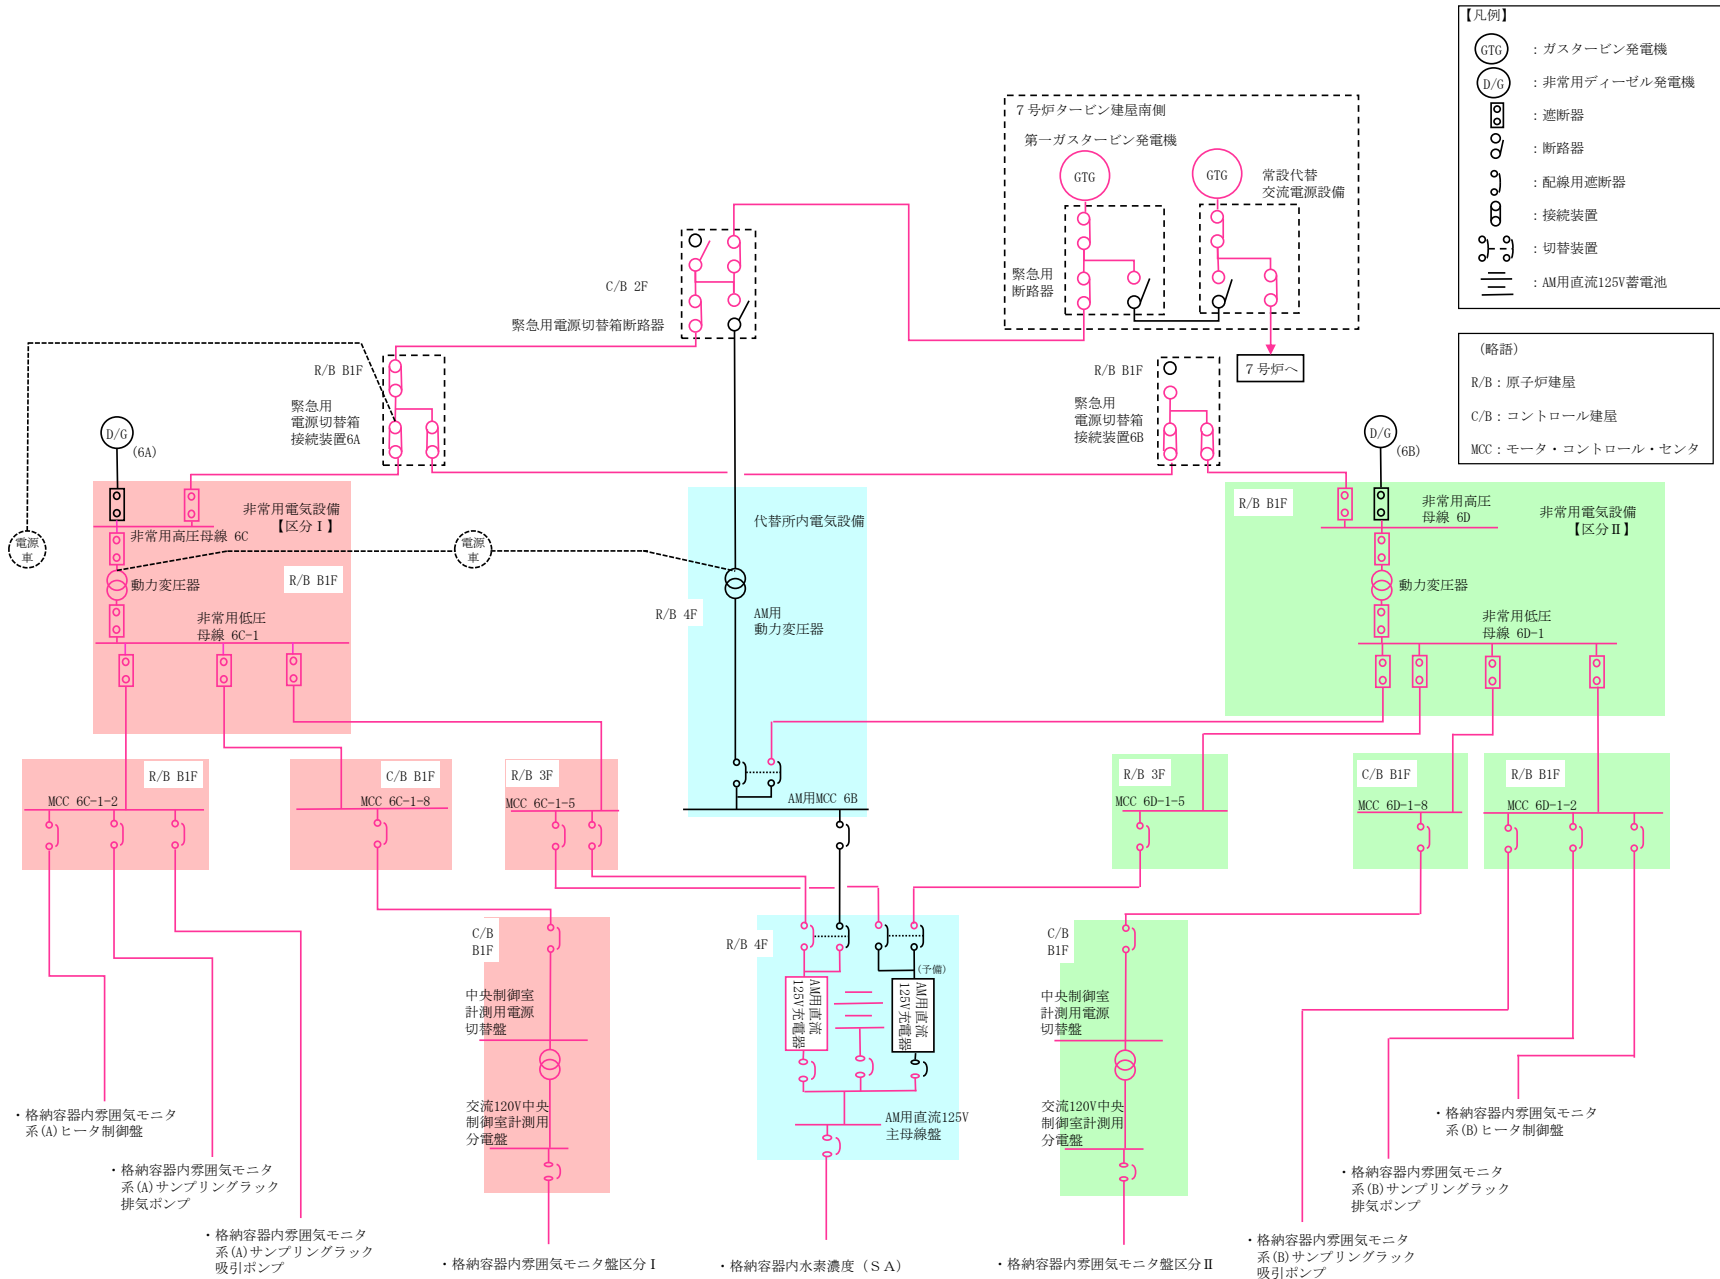 【凡例】
GTG
：ガスタービン発電機
D/G
：非常用ディーゼル発電機
：遮断器
：断路器
：配線用遮断器
：接続装置
：切替装置
：AM用直流125V蓄電池
（略語）
R/B：原子炉建屋
C/B：コントロール建屋
MCC：モータ・コントロール・センタ
７号炉タービン建屋南側
第一ガスタービン発電機
GTG
GTG
常設代替
交流電源設備
緊急用
断路器
７号炉へ
C/B 2F
緊急用電源切替箱断路器
R/B B1F
緊急用
電源切替箱
接続装置6A
R/B B1F
緊急用
電源切替箱
接続装置6B
D/G
(6A)
D/G
(6B)
電源
車
電源
車
非常用電気設備
【区分Ⅰ】
非常用高圧母線 6C
R/B B1F
動力変圧器
非常用低圧
母線 6C-1
代替所内電気設備
R/B 4F
AM用
動力変圧器
AM用MCC 6B
R/B B1F
非常用高圧
母線 6D
非常用電気設備
【区分Ⅱ】
動力変圧器
非常用低圧
母線 6D-1
R/B B1F
MCC 6C-1-2
C/B B1F
MCC 6C-1-8
R/B 3F
MCC 6C-1-5
R/B 3F
MCC 6D-1-5
C/B B1F
MCC 6D-1-8
R/B B1F
MCC 6D-1-2
C/B
B1F
中央制御室
計測用電源
切替盤
交流120V中央
制御室計測用
分電盤
R/B 4F
(予備)
AM用直流
125V充電器
AM用直流
125V充電器
AM用直流125V
主母線盤
C/B
B1F
中央制御室
計測用電源
切替盤
交流120V中央
制御室計測用
分電盤
・格納容器内雰囲気モニタ
系(A)ヒータ制御盤
・格納容器内雰囲気モニタ
系(A)サンプリングラック
排気ポンプ
・格納容器内雰囲気モニタ
系(A)サンプリングラック
吸引ポンプ
・格納容器内雰囲気モニタ盤区分Ⅰ
・格納容器内水素濃度（ＳＡ）
・格納容器内雰囲気モニタ盤区分Ⅱ
・格納容器内雰囲気モニタ
系(B)ヒータ制御盤
・格納容器内雰囲気モニタ
系(B)サンプリングラック
排気ポンプ
・格納容器内雰囲気モニタ
系(B)サンプリングラック
吸引ポンプ